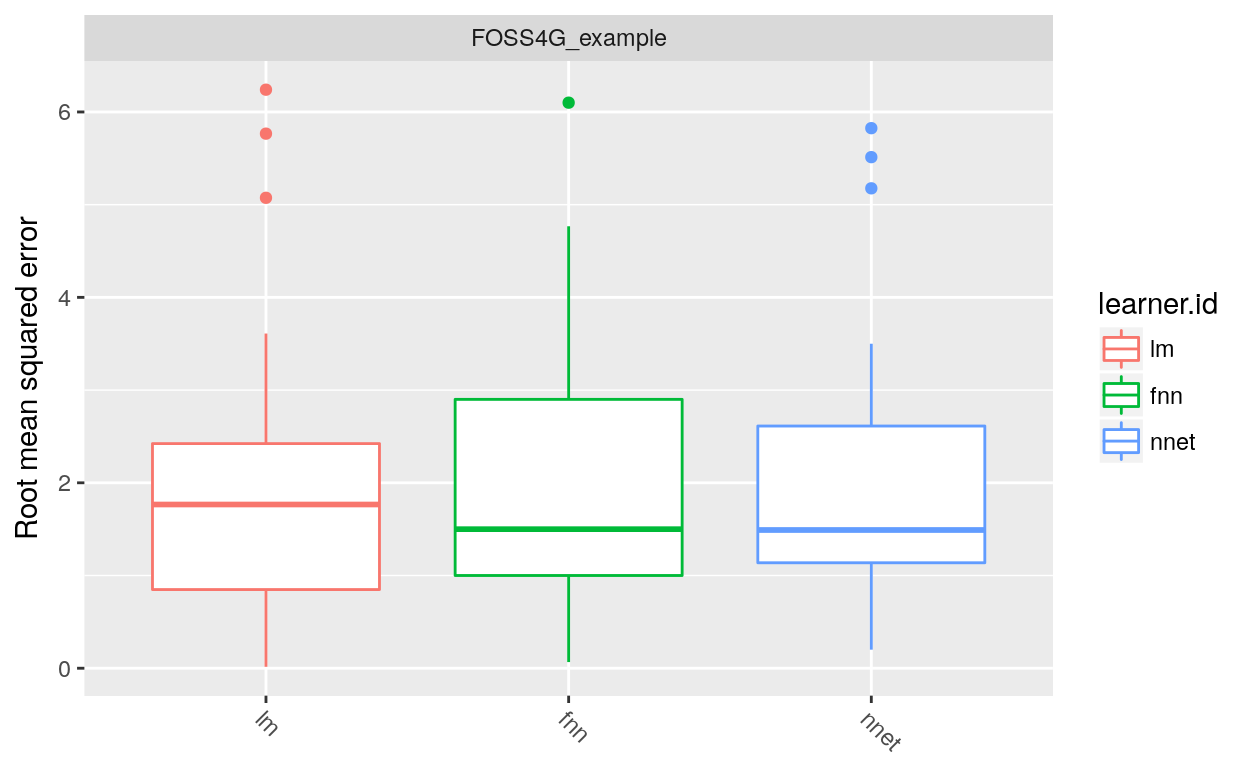 FOSS4G_example
Root mean squared error
6
4
2
0
lm
fnn
nnet
learner.id
lm
fnn
nnet